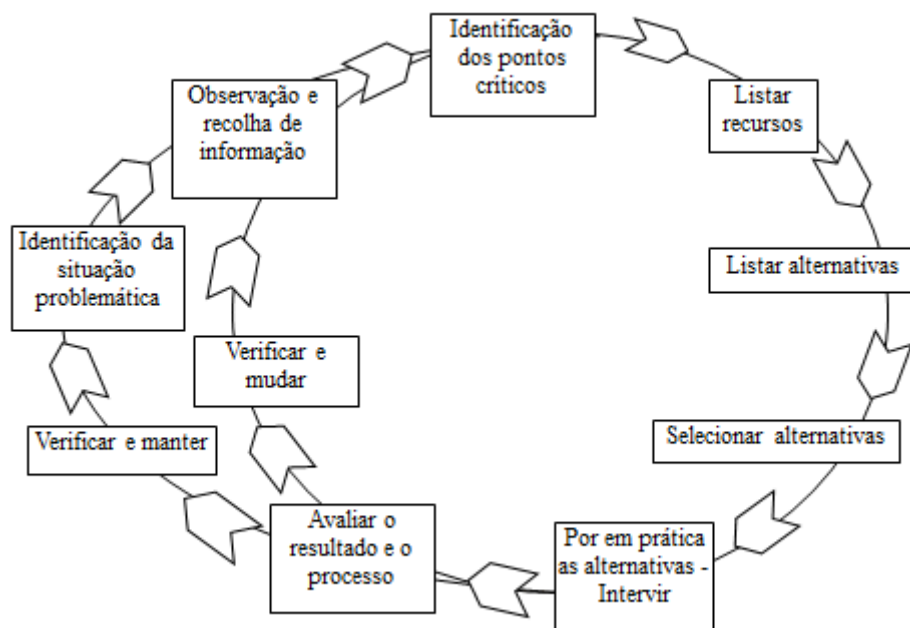 Identificação
dos pontos
críticos
Observação e
recolha de
informação
Listar
recursos
Identificação da
situação
problemática
Listar alternativas
Verificar e
mudar
Verificar e manter
Selecionar alternativas
Avaliar o
resultado e o
processo
Por em prática
as alternativas -
Intervir